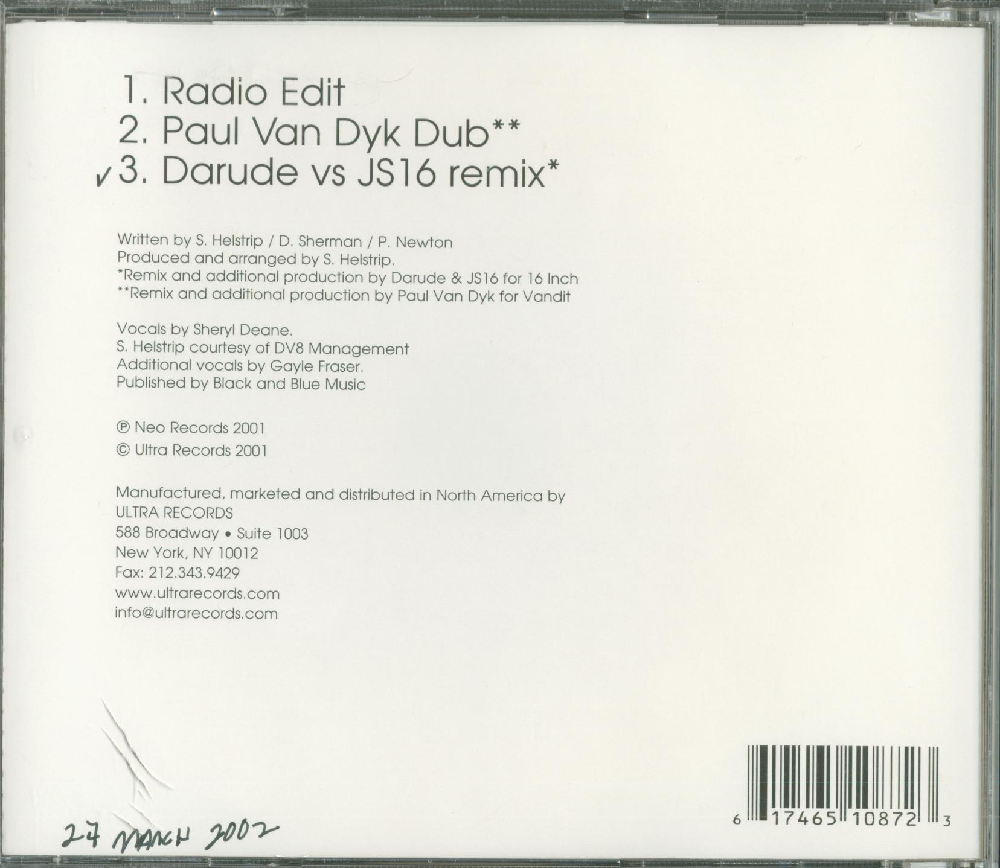 1. Radio Edit
2. Paul Van Dyk Dub**
✓ 3. Darude vs JS16 remix*
Written by S. Helstrip / D. Sherman / P. Newton
Produced and arranged by S. Helstrip.
*Remix and additional production by Darude & JS16 for 16 Inch
**Remix and additional production by Paul Van Dyk for Vandit
Vocals by Sheryl Deane.
S. Helstrip courtesy of DV8 Management
Additional vocals by Gayle Fraser.
Published by Black and Blue Music
℗ Neo Records 2001
© Ultra Records 2001
Manufactured, marketed and distributed in North America by
ULTRA RECORDS
588 Broadway • Suite 1003
New York, NY 10012
Fax: 212.343.9429
www.ultrarecords.com
info@ultrarecords.com
6 17465 10872 3
27 MARCH 2002